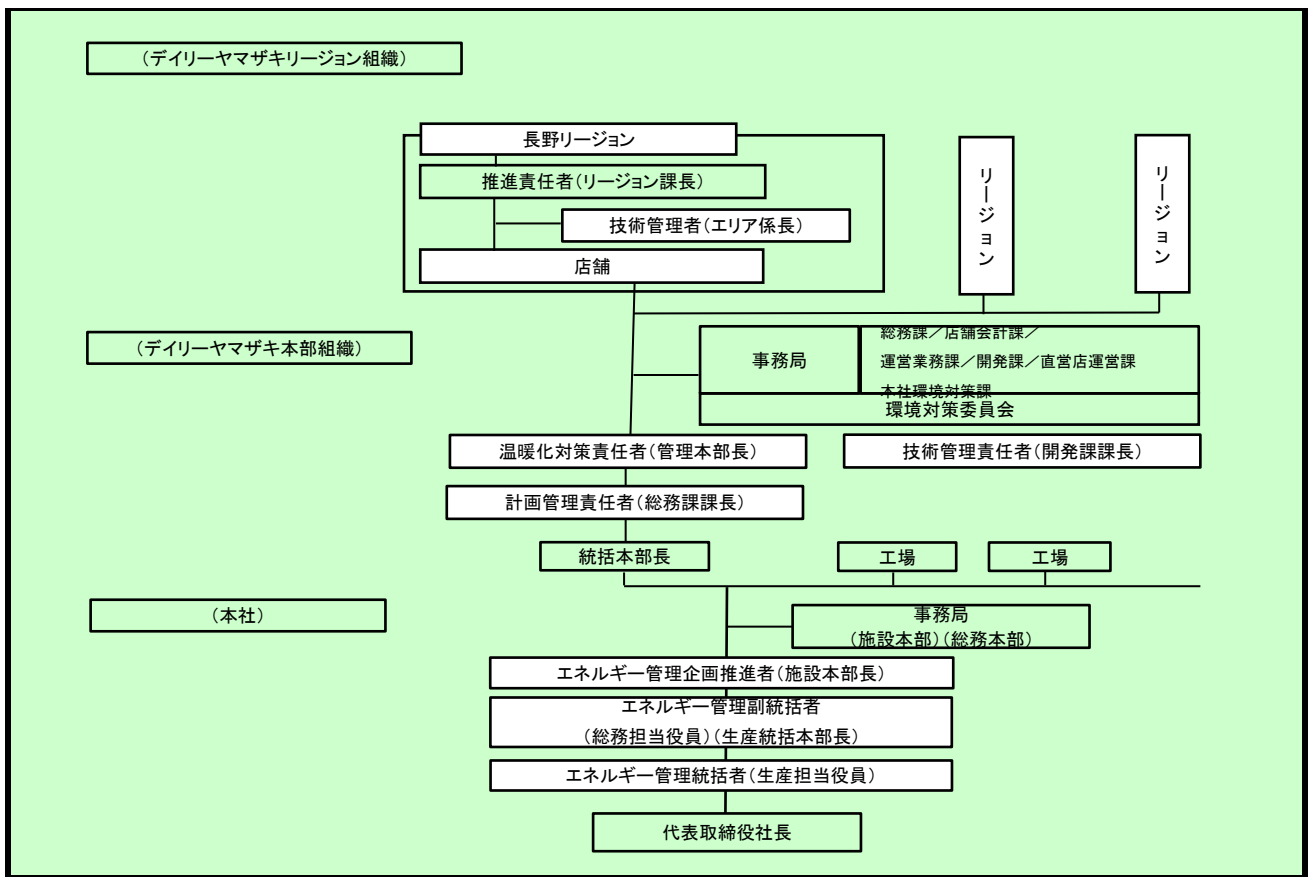 （デイリーヤマザキリージョン組織）
長野リージョン
推進責任者（リージョン課長）
技術管理者（エリア係長）
店舗
リージョン
リージョン
（デイリーヤマザキ本部組織）
事務局
総務課／店舗会計課／
運営業務課／開発課／直営店運営課
本社環境対策課
環境対策委員会
温暖化対策責任者（管理本部長）
技術管理責任者（開発課課長）
計画管理責任者（総務課課長）
統括本部長
工場
工場
（本社）
事務局
（施設本部）（総務本部）
エネルギー管理企画推進者（施設本部長）
エネルギー管理副統括者
（総務担当役員）（生産統括本部長）
エネルギー管理統括者（生産担当役員）
代表取締役社長